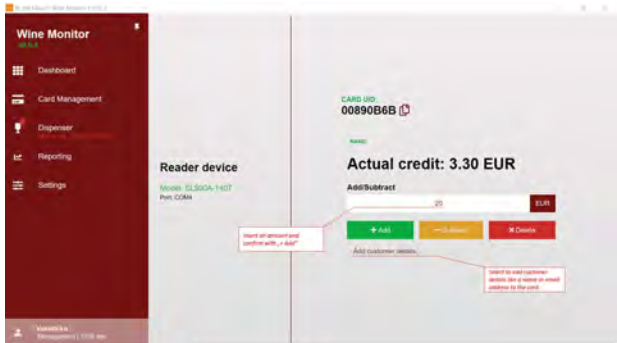 Wine Monitor
Dashboard
Card Management
Dispenser
Reporting
Settings
Reader device
Port: COM4
CARD UID:
00890B6B
NAME:
Actual credit: 3.30 EUR
Add/Subtract
20
EUR
+ Add
Delete
Add customer details
Insert an amount and
confirm with „+ Add"
Select to add customer
details like a name or email
address to the card.